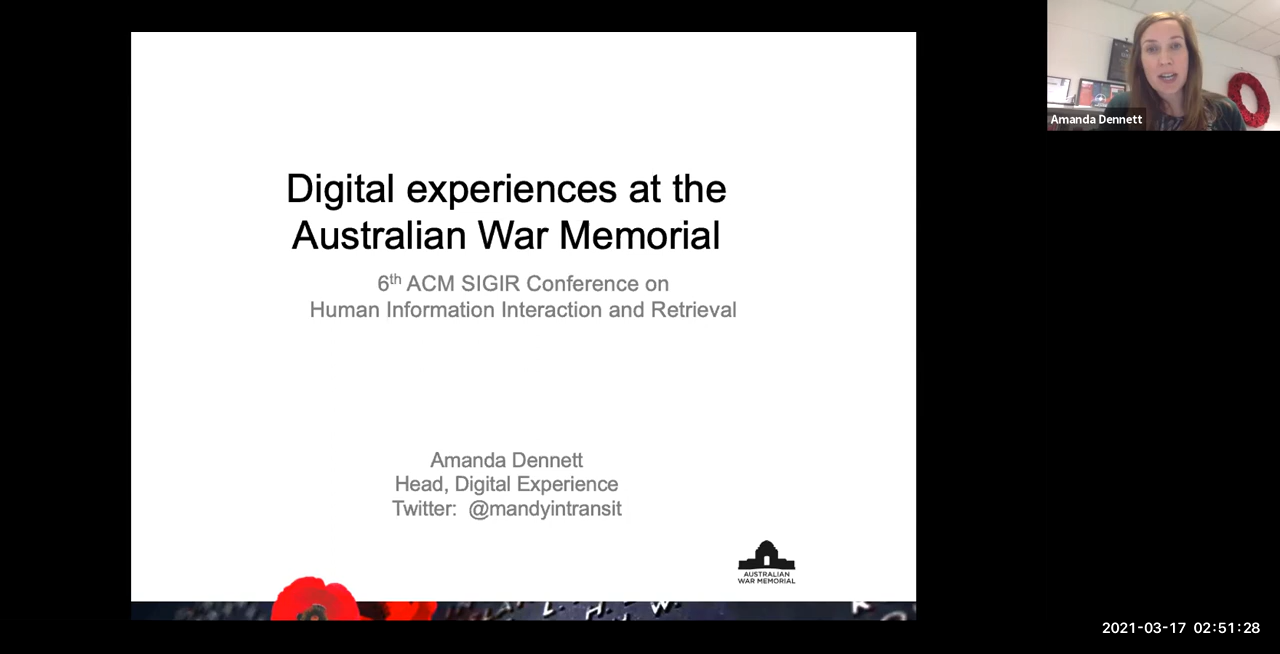 Digital experiences at the
Australian War Memorial
6th ACM SIGIR Conference on
Human Information Interaction and Retrieval
Amanda Dennett
Head, Digital Experience
Twitter: @mandyintransit
AUSTRALIAN
WAR MEMORIAL
L. H. W.
Amanda Dennett
2021-03-17 02:51:28